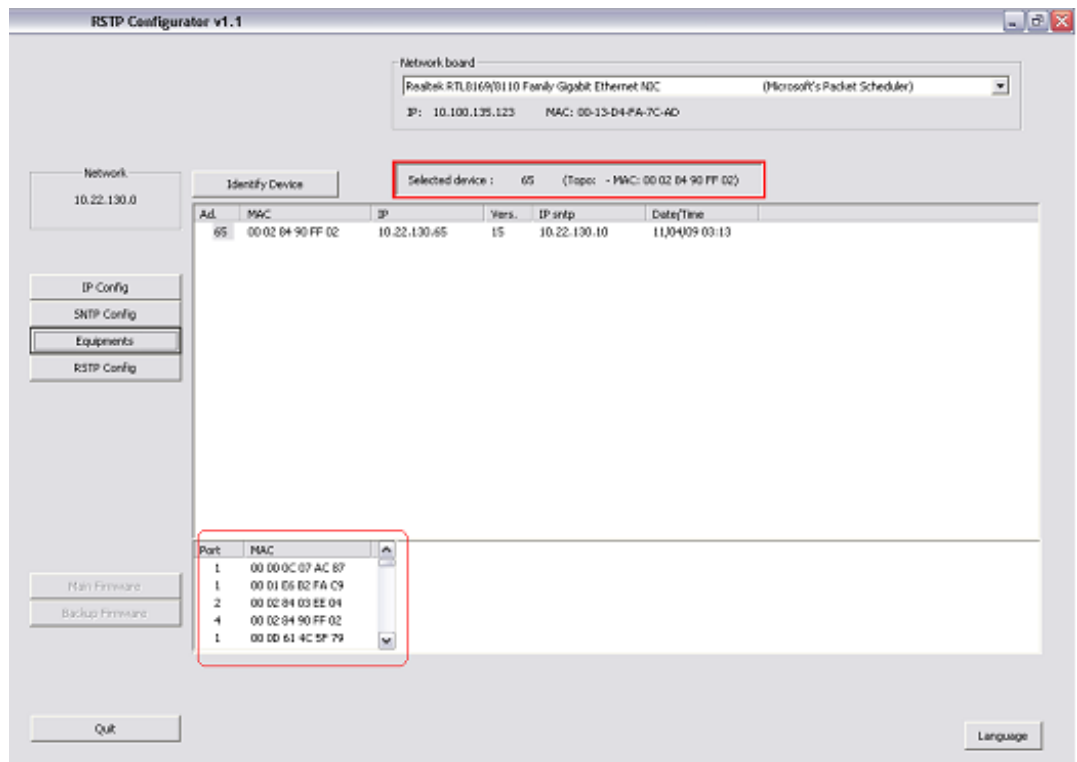 RSTP Configurator v1.1
Network board
Realtek RTL8169/8110 Family Gigabit Ethernet NIC (Microsoft's Packet Scheduler)
IP: 10.100.135.123 MAC: 00-13-D4-FA-7C-AD
Network
10.22.130.0
Identify Device
Selected device : 65 (Topo: - MAC: 00 02 84 90 FF 02)
Ad. MAC IP Vers. IP sntp Date/Time
65 00 02 84 90 FF 02 10.22.130.65 15 10.22.130.10 11/04/09 03:13
IP Config
SNTP Config
Equipments
RSTP Config
Port MAC
1 00 00 0C 07 AC 87
1 00 01 E6 B2 FA C9
2 00 02 84 03 EE 04
4 00 02 84 90 FF 02
1 00 0D 61 4C 5F 79
Main Firmware
Backup Firmware
Quit
Language